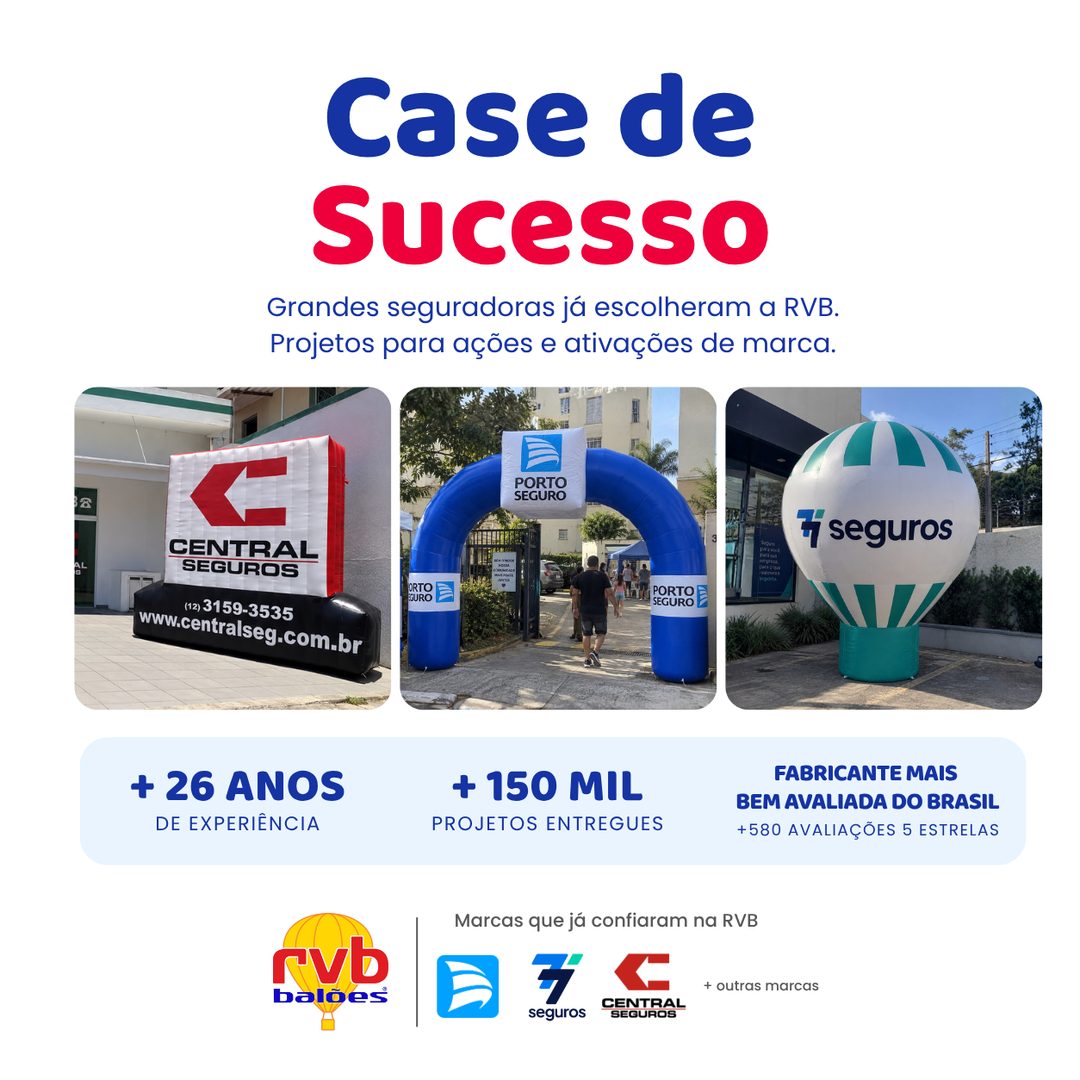 Case de
Sucesso
Grandes seguradoras já escolheram a RVB.
Projetos para ações e ativações de marca.
CENTRAL
SEGUROS
(12) 3159-3535
www.centralseg.com.br
PORTO
SEGURO
PORTO
SEGURO
PORTO
SEGURO
seguros
+ 26 ANOS
DE EXPERIÊNCIA
+ 150 MIL
PROJETOS ENTREGUES
FABRICANTE MAIS
BEM AVALIADA DO BRASIL
+580 AVALIAÇÕES 5 ESTRELAS
Marcas que já confiaram na RVB
rvb
balões®
seguros
CENTRAL
SEGUROS
+ outras marcas